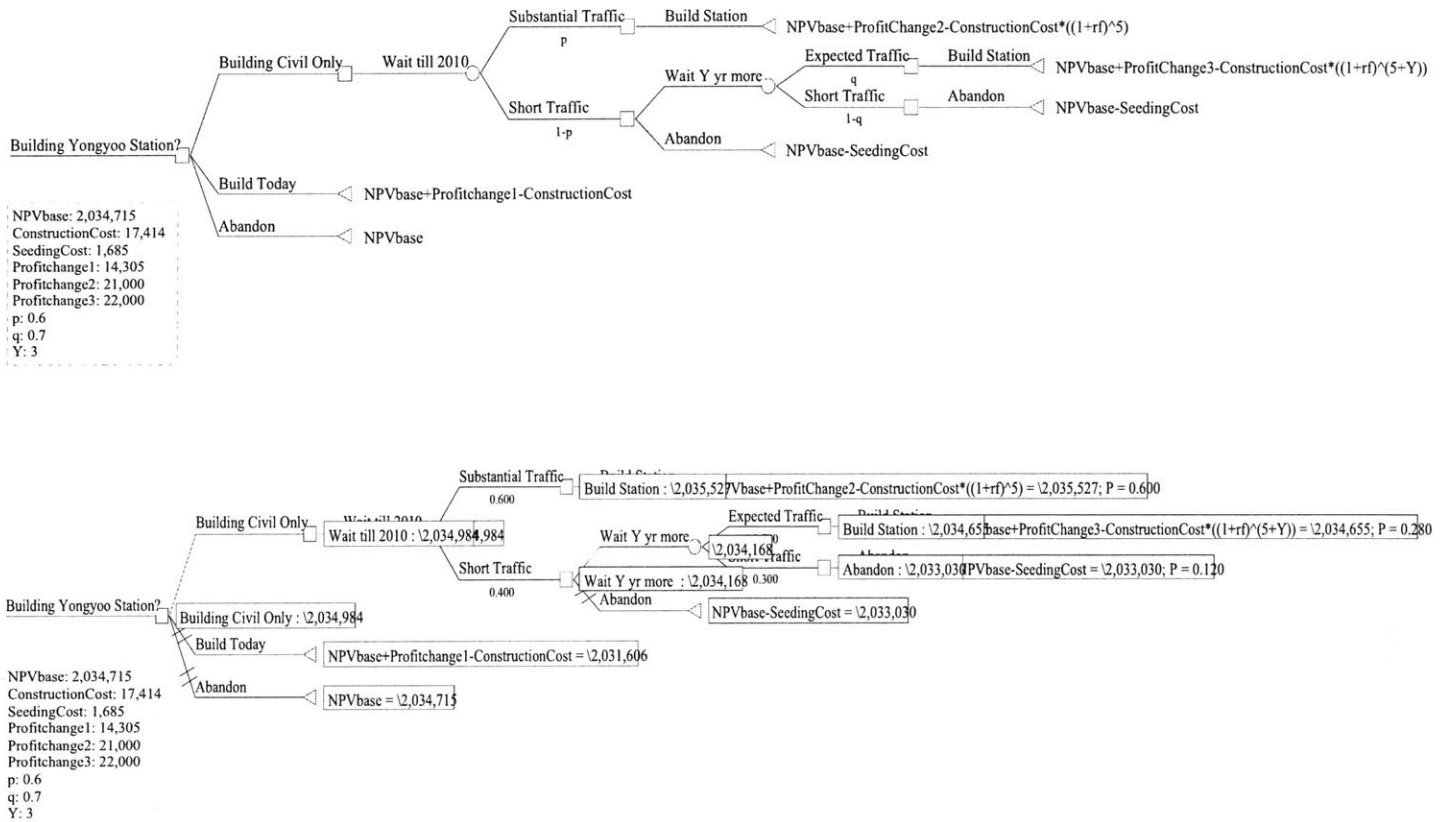 Substantial Traffic
Build Station
NPVbase+ProfitChange2-ConstructionCost*((1+rf)^5)
p
Building Civil Only
Wait till 2010
Expected Traffic
Build Station
NPVbase+ProfitChange3-ConstructionCost*((1+rf)^(5+Y))
q
Wait Y yr more
Short Traffic
Abandon
NPVbase-SeedingCost
1-q
Short Traffic
1-p
Abandon
NPVbase-SeedingCost
Building Yongyoo Station?
Build Today
NPVbase+Profitchange1-ConstructionCost
Abandon
NPVbase
NPVbase: 2,034,715
ConstructionCost: 17,414
SeedingCost: 1,685
Profitchange1: 14,305
Profitchange2: 21,000
Profitchange3: 22,000
p: 0.6
q: 0.7
Y: 3
Substantial Traffic
0.600
Build Station : \2,035,527
Vbase+ProfitChange2-ConstructionCost*((1+rf)^5) = \2,035,527; P = 0.600
Building Civil Only
Wait till 2010 : \2,034,984
,984
Expected Traffic
Build Station : \2,034,655
base+ProfitChange3-ConstructionCost*((1+rf)^(5+Y)) = \2,034,655; P = 0.280
Wait Y yr more
\2,034,168
Traffic
0.300
Abandon : \2,033,030
NPVbase-SeedingCost = \2,033,030; P = 0.120
Short Traffic
0.400
Wait Y yr more : \2,034,168
Abandon
NPVbase-SeedingCost = \2,033,030
Building Yongyoo Station?
Building Civil Only : \2,034,984
Build Today
NPVbase+Profitchange1-ConstructionCost = \2,031,606
Abandon
NPVbase = \2,034,715
NPVbase: 2,034,715
ConstructionCost: 17,414
SeedingCost: 1,685
Profitchange1: 14,305
Profitchange2: 21,000
Profitchange3: 22,000
p: 0.6
q: 0.7
Y: 3